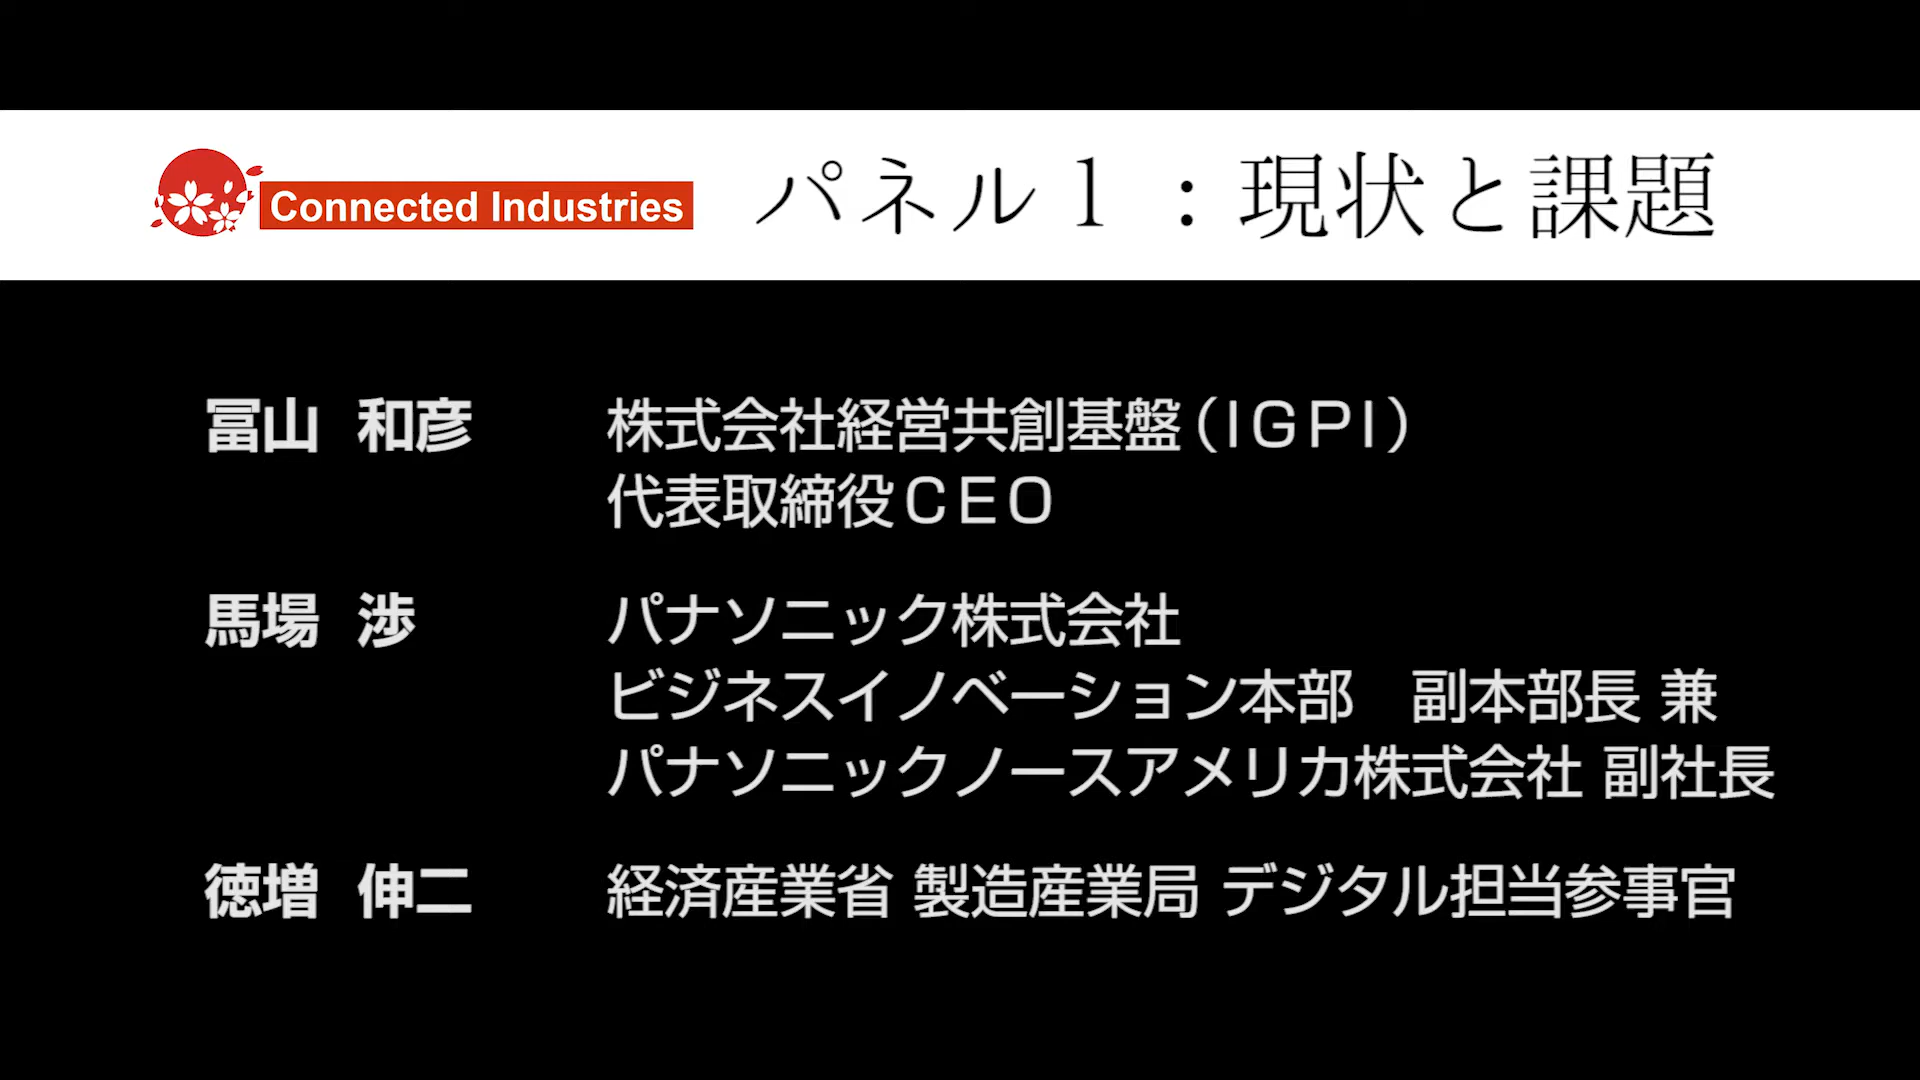 Connected Industries パネル１：現状と課題
冨山　和彦　株式会社経営共創基盤（ＩＧＰＩ）
代表取締役ＣＥＯ
馬場　渉　パナソニック株式会社
ビジネスイノベーション本部　副本部長 兼
パナソニックノースアメリカ株式会社 副社長
徳増　伸二　経済産業省 製造産業局 デジタル担当参事官